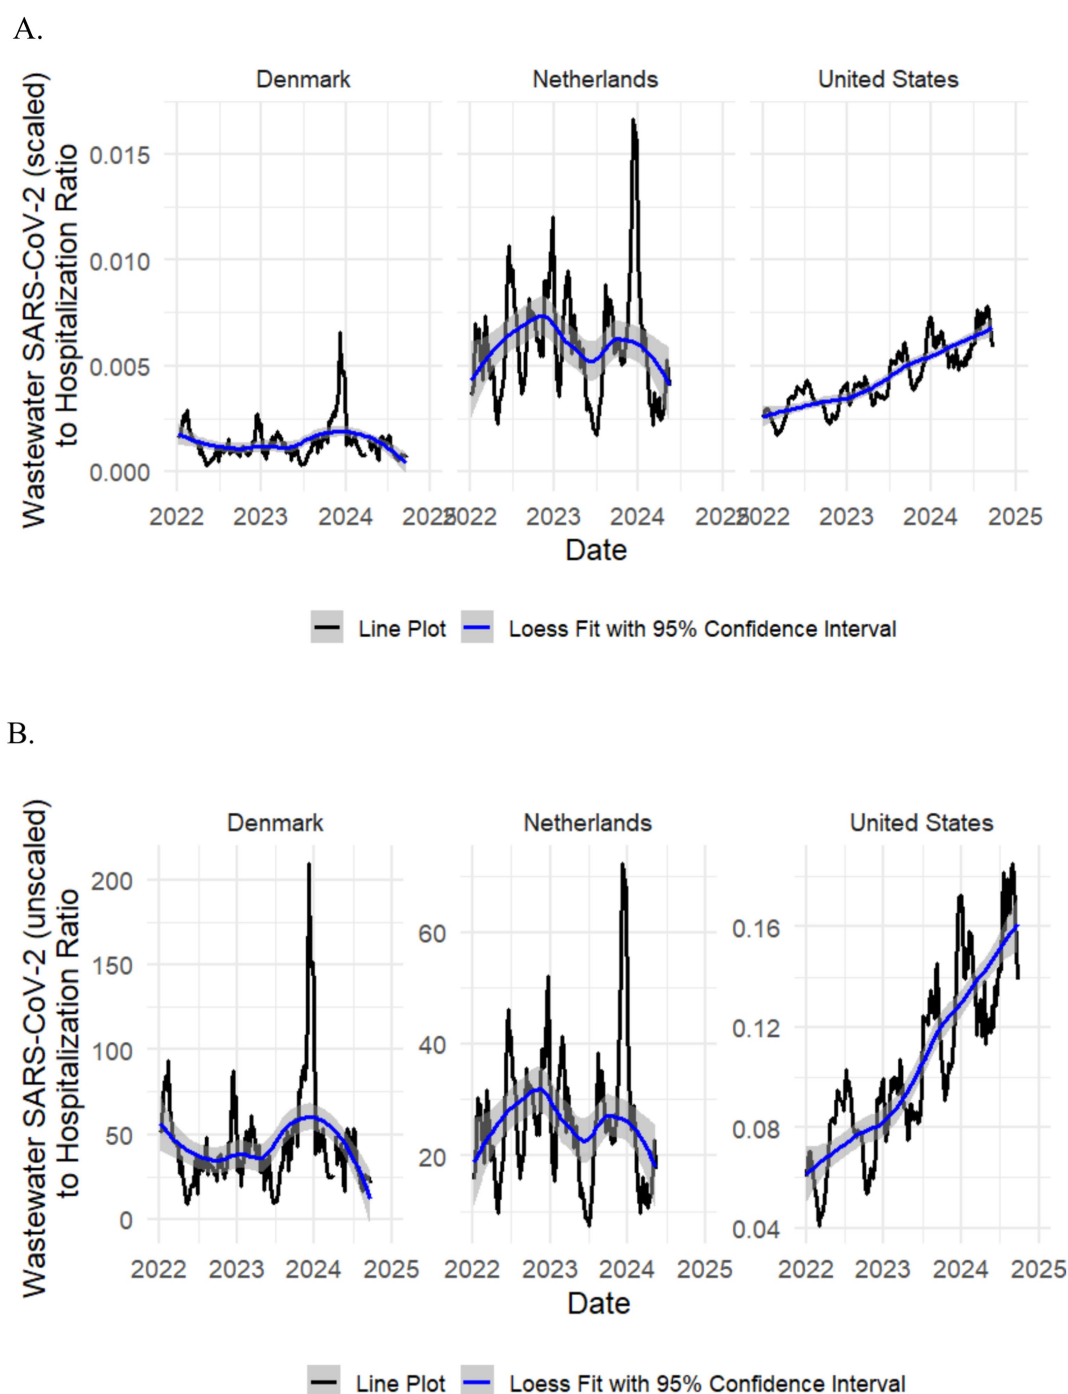 A.
Denmark Netherlands United States
Wastewater SARS-CoV-2 (scaled)
to Hospitalization Ratio
0.015
0.010
0.005
0.000
2022 2023 2024 2025 2022 2023 2024 2025 2022 2023 2024 2025
Date
Line Plot Loess Fit with 95% Confidence Interval
B.
Denmark Netherlands United States
Wastewater SARS-CoV-2 (unscaled)
to Hospitalization Ratio
200
150
100
50
0
60
40
20
0.16
0.12
0.08
0.04
2022 2023 2024 2025 2022 2023 2024 2025 2022 2023 2024 2025
Date
Line Plot Loess Fit with 95% Confidence Interval